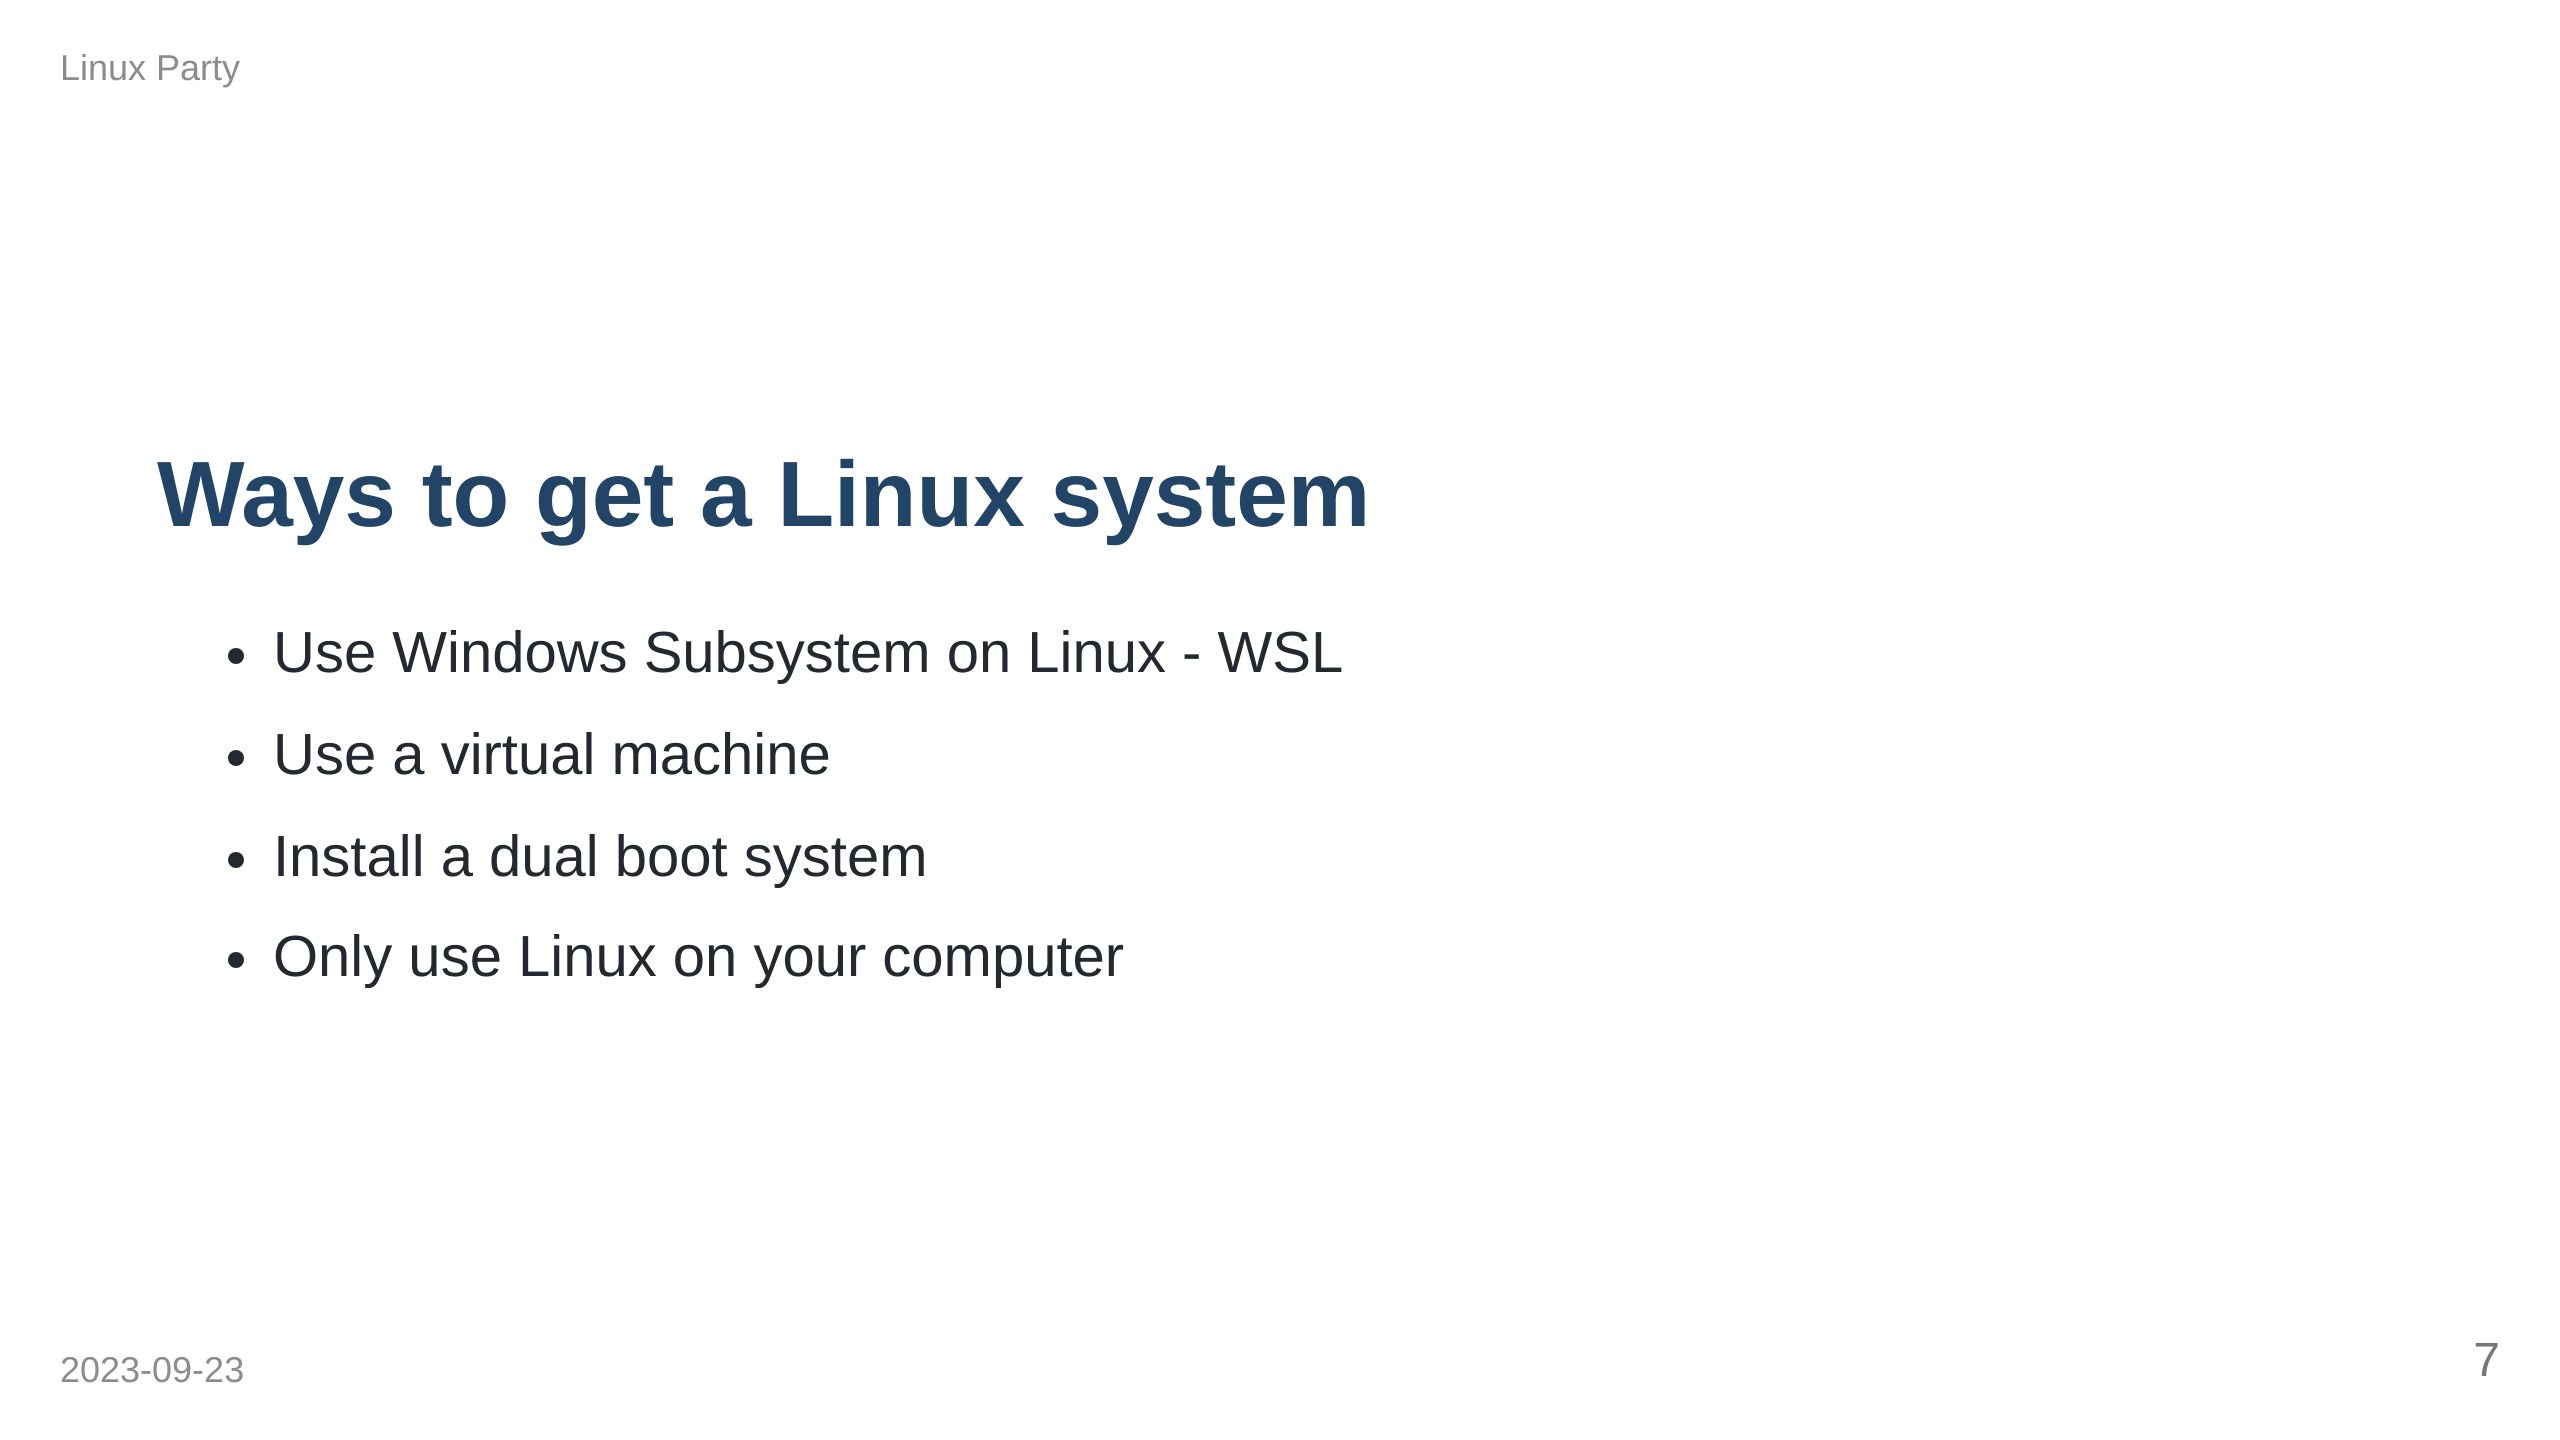 Linux Party
Ways to get a Linux system
• Use Windows Subsystem on Linux - WSL
• Use a virtual machine
• Install a dual boot system
• Only use Linux on your computer
2023-09-23
7